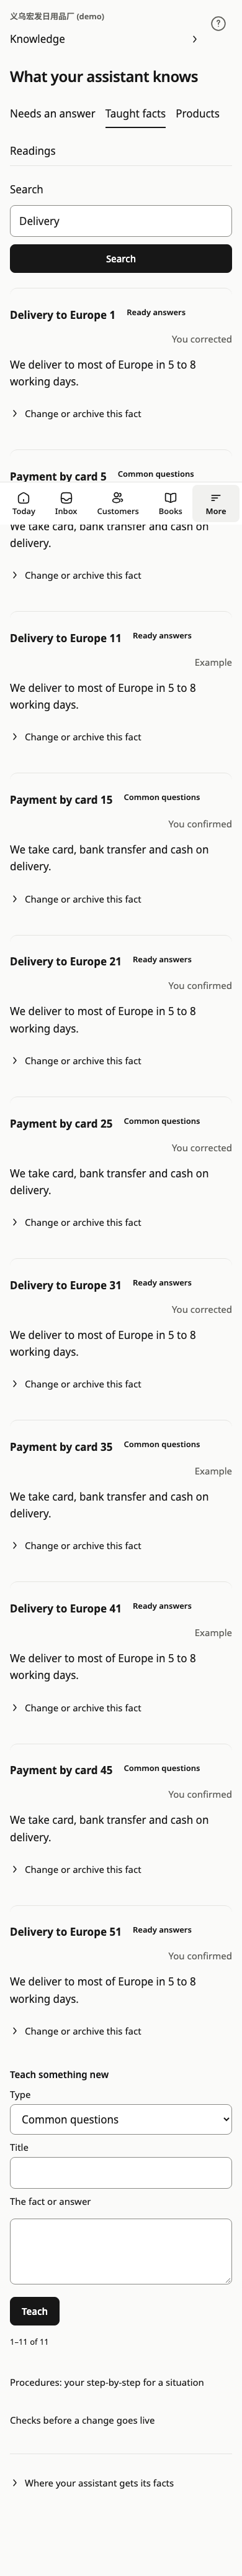 义乌宏发日用品厂 (demo)
Knowledge
What your assistant knows
Needs an answer
Taught facts
Products
Readings
Search
Delivery
Search
Delivery to Europe 1
Ready answers
You corrected
We deliver to most of Europe in 5 to 8
working days.
Change or archive this fact
Payment by card 5
Common questions
Today
Inbox
Customers
Books
More
We take card, bank transfer and cash on
delivery.
Change or archive this fact
Delivery to Europe 11
Ready answers
Example
We deliver to most of Europe in 5 to 8
working days.
Change or archive this fact
Payment by card 15
Common questions
You confirmed
We take card, bank transfer and cash on
delivery.
Change or archive this fact
Delivery to Europe 21
Ready answers
You confirmed
We deliver to most of Europe in 5 to 8
working days.
Change or archive this fact
Payment by card 25
Common questions
You corrected
We take card, bank transfer and cash on
delivery.
Change or archive this fact
Delivery to Europe 31
Ready answers
You corrected
We deliver to most of Europe in 5 to 8
working days.
Change or archive this fact
Payment by card 35
Common questions
Example
We take card, bank transfer and cash on
delivery.
Change or archive this fact
Delivery to Europe 41
Ready answers
Example
We deliver to most of Europe in 5 to 8
working days.
Change or archive this fact
Payment by card 45
Common questions
You confirmed
We take card, bank transfer and cash on
delivery.
Change or archive this fact
Delivery to Europe 51
Ready answers
You confirmed
We deliver to most of Europe in 5 to 8
working days.
Change or archive this fact
Teach something new
Type
Common questions
Title
The fact or answer
Teach
1–11 of 11
Procedures: your step-by-step for a situation
Checks before a change goes live
Where your assistant gets its facts